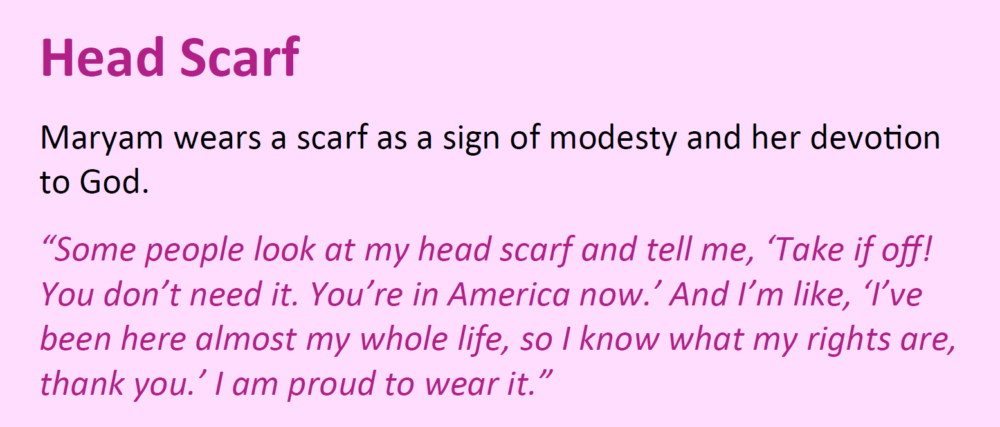 Head Scarf
Maryam wears a scarf as a sign of modesty and her devotion
to God.
“Some people look at my head scarf and tell me, ‘Take if off!
You don’t need it. You’re in America now.’ And I’m like, ‘I’ve
been here almost my whole life, so I know what my rights are,
thank you.’ I am proud to wear it.”